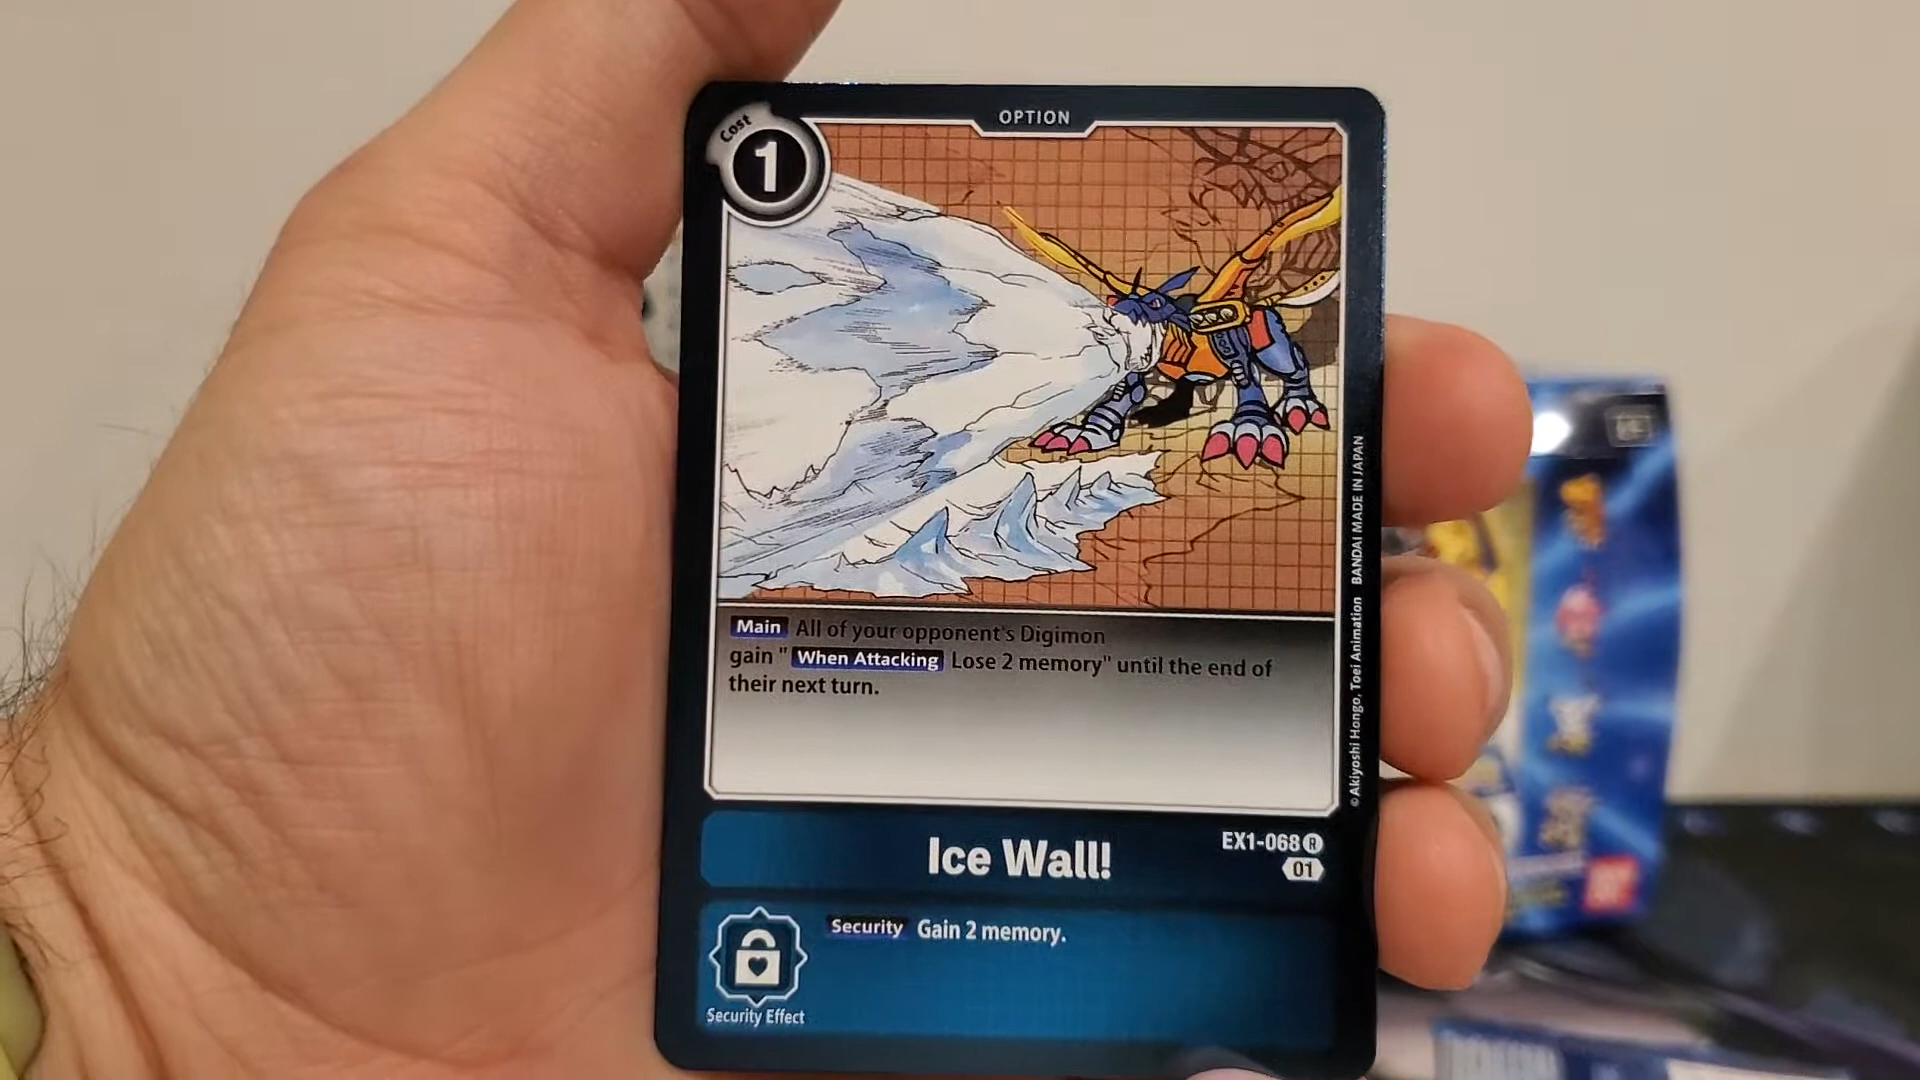 OPTION
Cost
1
Main All of your opponent's Digimon
gain " When Attacking Lose 2 memory" until the end of
their next turn.
©Akiyoshi Hongo, Toei Animation BANDAI MADE IN JAPAN
Ice Wall!
EX1-068 R
01
Security Gain 2 memory.
Security Effect